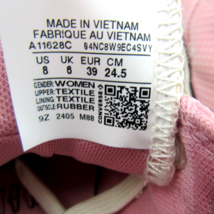 MADE IN VIETNAM
FABRIQUE AU VIETNAM
A11628C 94NC8W9EC4SVY
US UK EUR CM
8 6 39 24.5
GENDER: WOMEN
UPPER: TEXTILE
LINING: TEXTILE
OUTSOLE: RUBBER
9Z 2405 M88